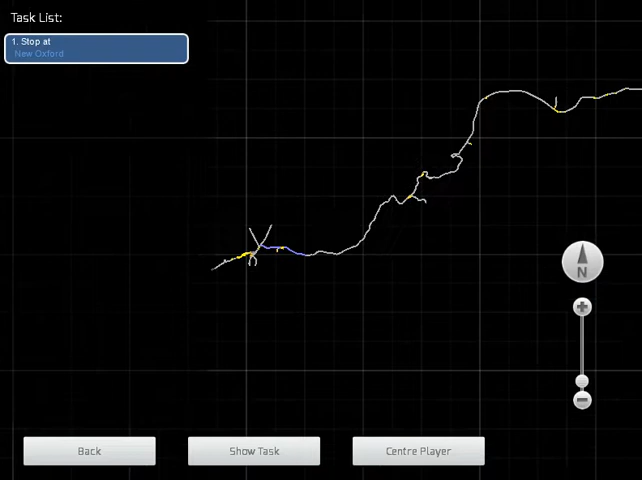 Task List:
1. Stop at
New Oxford
N
Back
Show Task
Centre Player